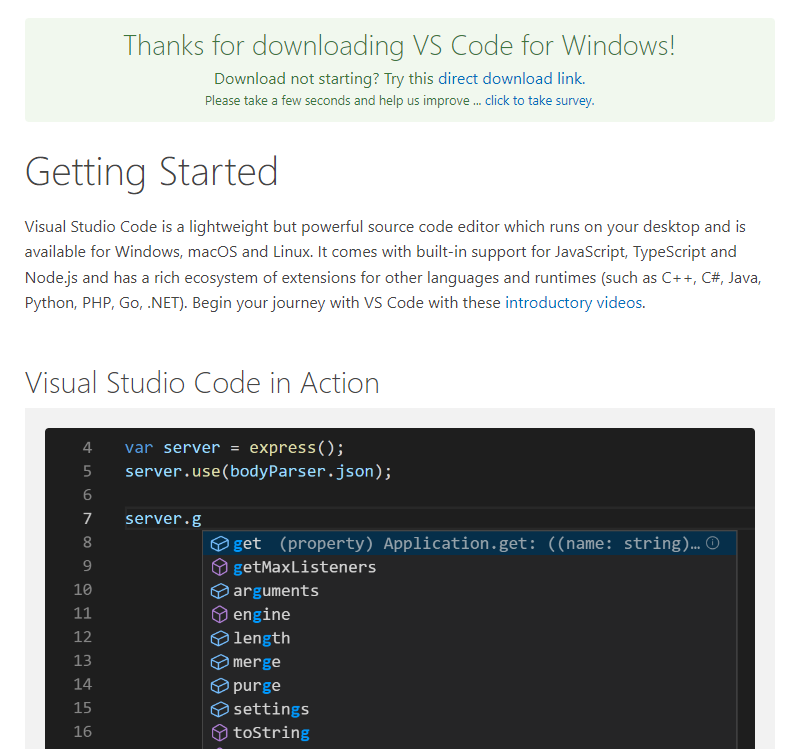 Thanks for downloading VS Code for Windows!
Download not starting? Try this direct download link.
Please take a few seconds and help us improve ... click to take survey.
Getting Started
Visual Studio Code is a lightweight but powerful source code editor which runs on your desktop and is
available for Windows, macOS and Linux. It comes with built-in support for JavaScript, TypeScript and
Node.js and has a rich ecosystem of extensions for other languages and runtimes (such as C++, C#, Java,
Python, PHP, Go, .NET). Begin your journey with VS Code with these introductory videos.
Visual Studio Code in Action
4 var server = express();
5 server.use(bodyParser.json);
6
7 server.g
8 get (property) Application.get: ((name: string)…
9 getMaxListeners
10 arguments
11 engine
12 length
13 merge
14 purge
15 settings
16 toString